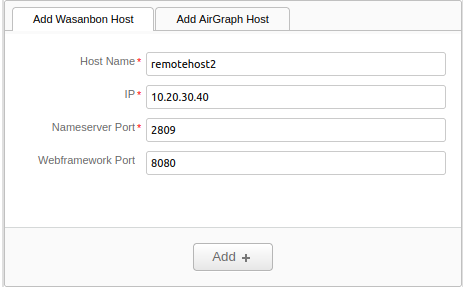 Add Wasanbon Host Add AirGraph Host
Host Name* remotehost2
IP* 10.20.30.40
Nameserver Port* 2809
Webframework Port 8080
Add +